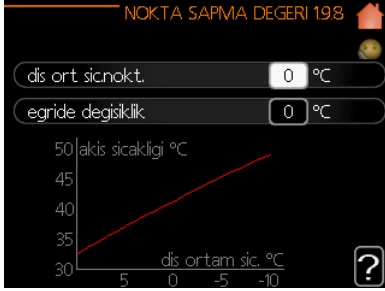 NOKTA SAPMA DEGERI 1.9.8
dis ort sic.nokt. 0 °C
egride degisiklik 0 °C
50 akis sicakligi °C
45
40
35
dis ortam sic. °C
30
5 0 -5 -10
?